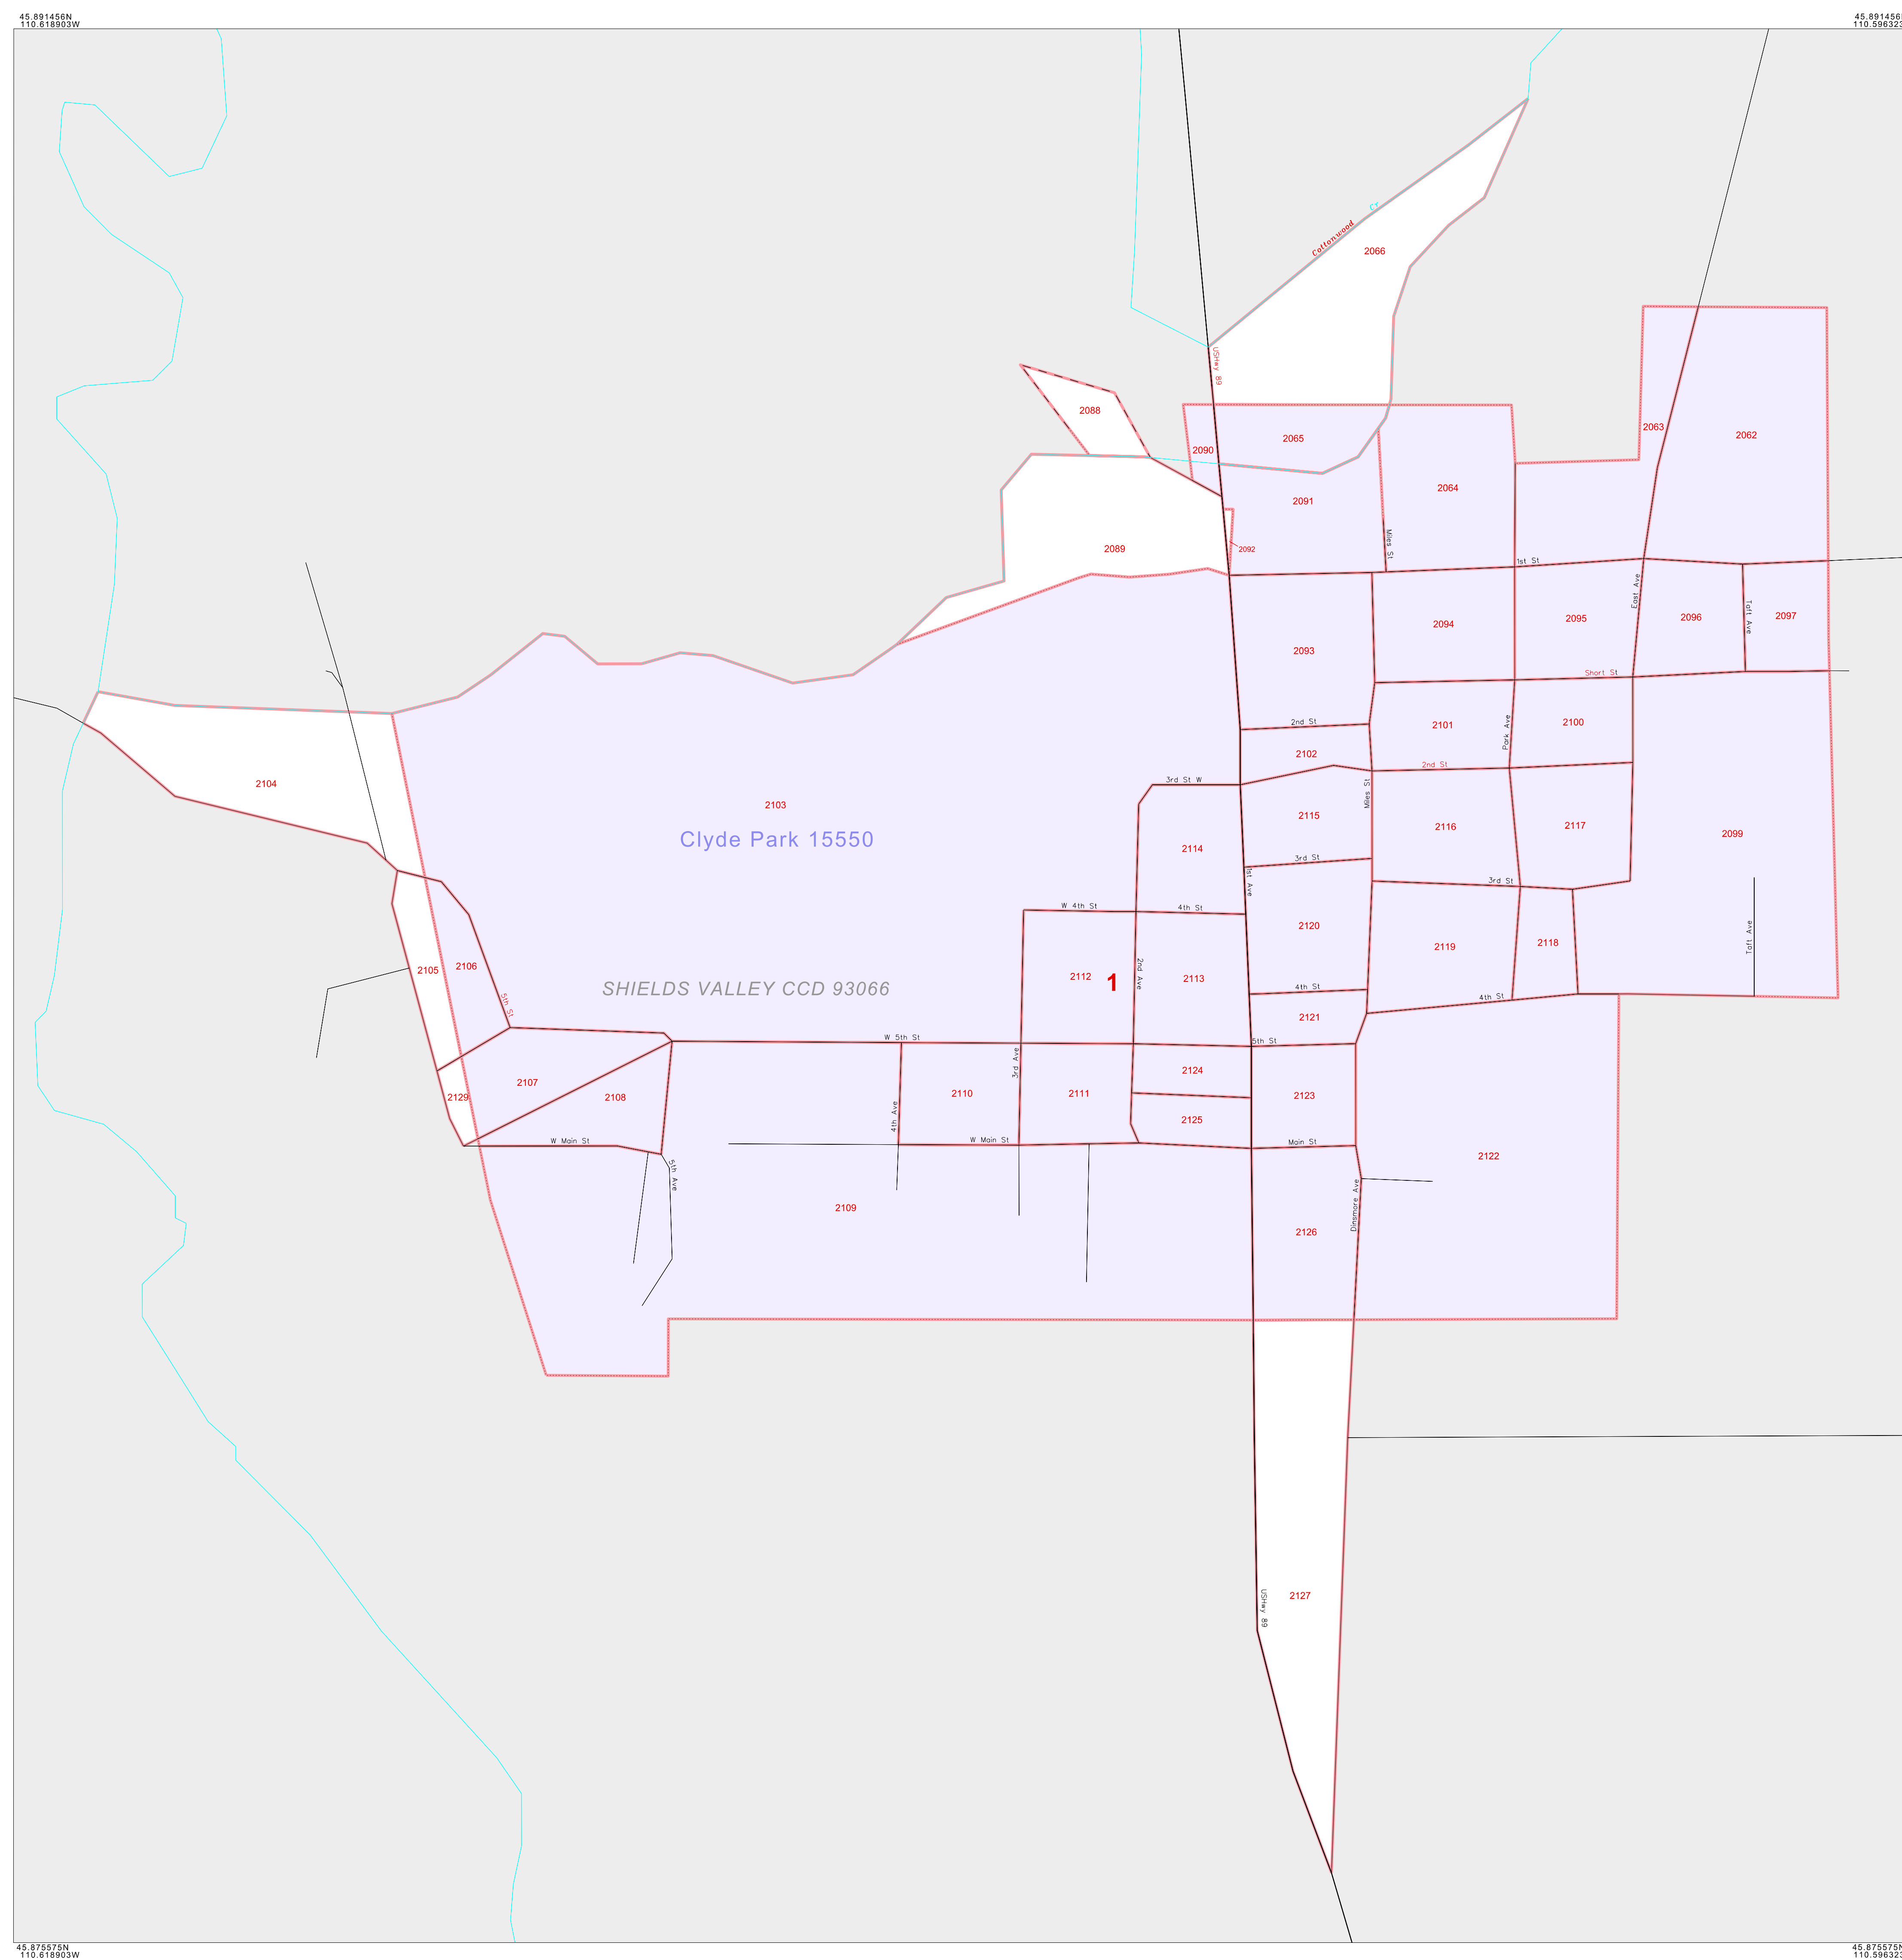 45.891456N
110.618903W
45.891456N
110.596323
Cottonwood
Cr
2066
USHwy 89
2088
2090
2065
2063
2062
2064
2091
2092
2089
Miles St
1st St
East Ave
Taft Ave
2093
2094
2095
2096
2097
Short St
2nd St
2101
Park Ave
2100
2102
2nd St
3rd St W
Miles St
2104
2103
Clyde Park 15550
2115
2116
2117
2099
2114
3rd St
1st Ave
3rd St
W 4th St
4th St
2120
2119
2118
Taft Ave
2105
2106
5th St
SHIELDS VALLEY CCD 93066
2112
1
2nd Ave
2113
4th St
4th St
2121
W 5th St
5th St
3rd Ave
2107
2108
2129
2110
2111
2124
2123
2125
4th Ave
W Main St
W Main St
Main St
2122
5th Ave
2109
Dinsmore Ave
2126
2127
USHwy 89
45.875575N
110.618903W
45.875575N
110.596323